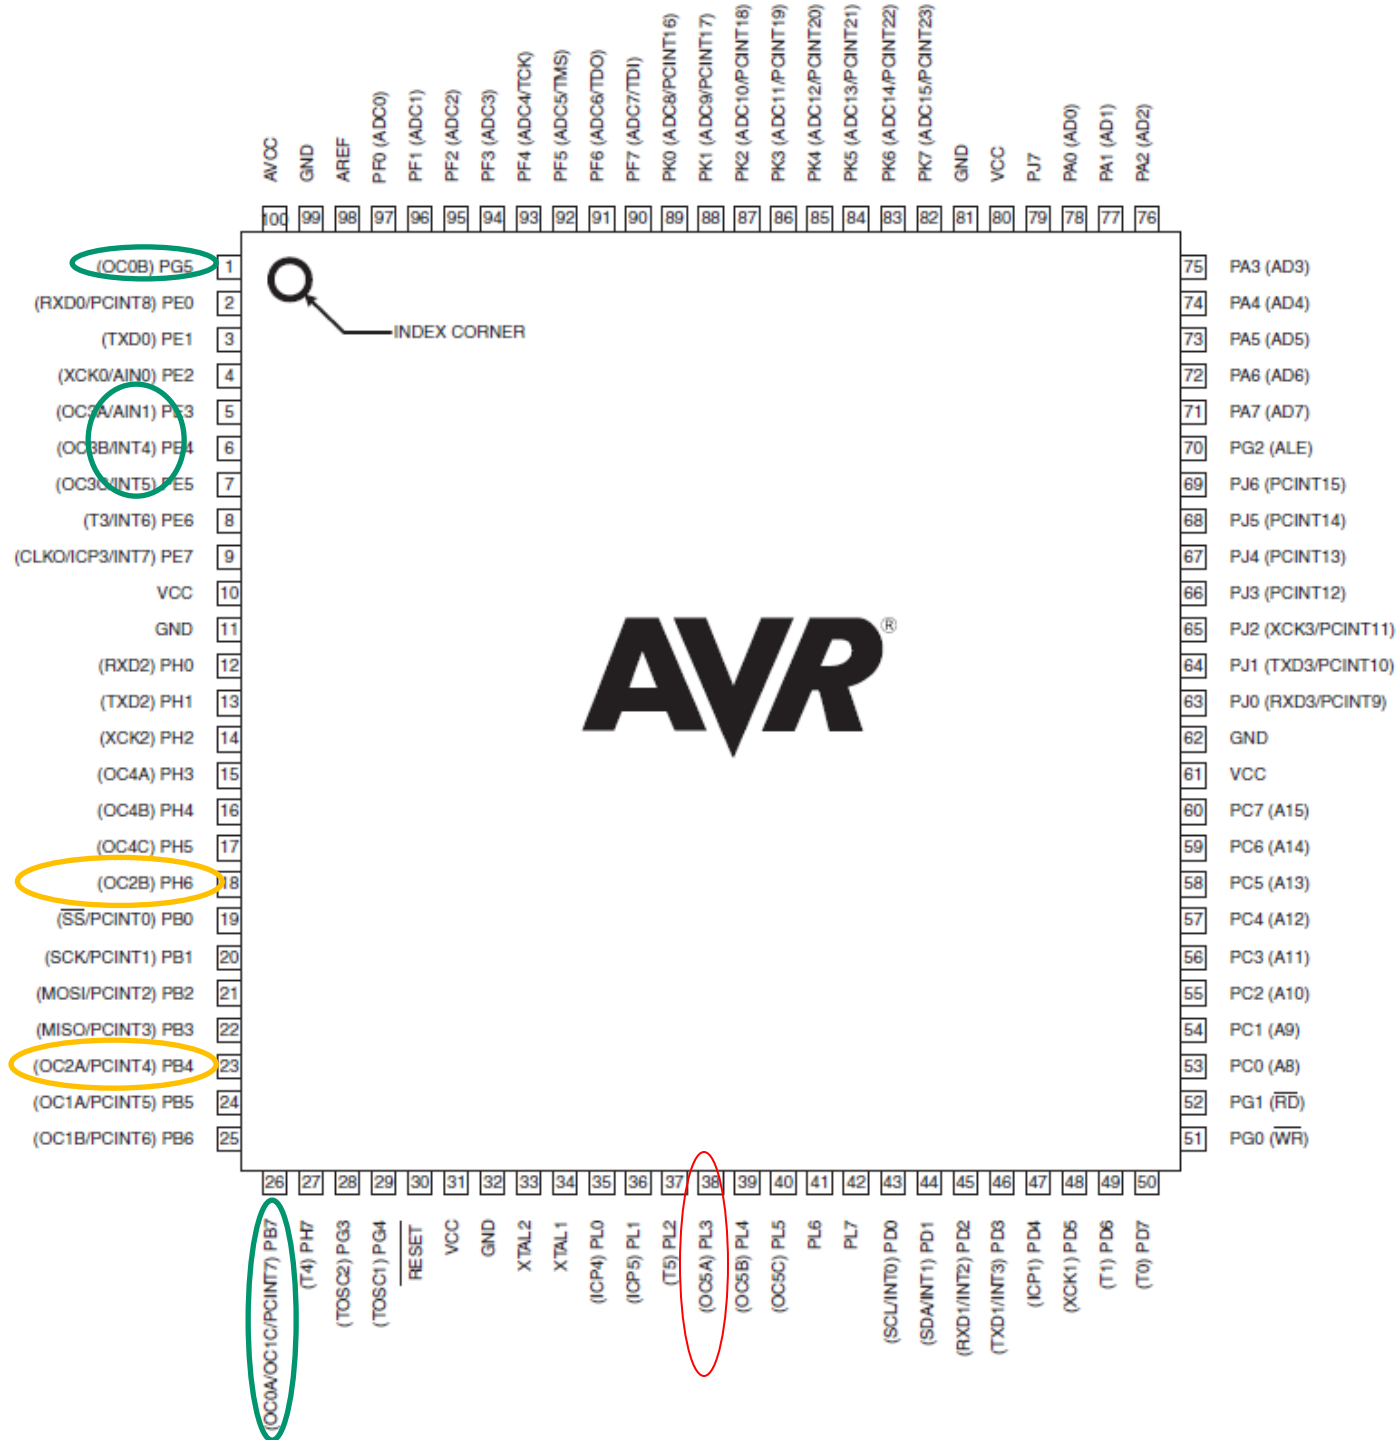 AVCC
GND
AREF
PF0 (ADC0)
PF1 (ADC1)
PF2 (ADC2)
PF3 (ADC3)
PF4 (ADC4/TCK)
PF5 (ADC5/TMS)
PF6 (ADC6/TDO)
PF7 (ADC7/TDI)
PK0 (ADC8/PCINT16)
PK1 (ADC9/PCINT17)
PK2 (ADC10/PCINT18)
PK3 (ADC11/PCINT19)
PK4 (ADC12/PCINT20)
PK5 (ADC13/PCINT21)
PK6 (ADC14/PCINT22)
PK7 (ADC15/PCINT23)
GND
VCC
PJ7
PA0 (AD0)
PA1 (AD1)
PA2 (AD2)
100 99 98 97 96 95 94 93 92 91 90 89 88 87 86 85 84 83 82 81 80 79 78 77 76
(OC0B) PG5 1
(RXD0/PCINT8) PE0 2
(TXD0) PE1 3
(XCK0/AIN0) PE2 4
(OC3A/AIN1) PE3 5
(OC3B/INT4) PE4 6
(OC3C/INT5) PE5 7
(T3/INT6) PE6 8
(CLKO/ICP3/INT7) PE7 9
VCC 10
GND 11
(RXD2) PH0 12
(TXD2) PH1 13
(XCK2) PH2 14
(OC4A) PH3 15
(OC4B) PH4 16
(OC4C) PH5 17
(OC2B) PH6 18
(SS/PCINT0) PB0 19
(SCK/PCINT1) PB1 20
(MOSI/PCINT2) PB2 21
(MISO/PCINT3) PB3 22
(OC2A/PCINT4) PB4 23
(OC1A/PCINT5) PB5 24
(OC1B/PCINT6) PB6 25
INDEX CORNER
AVR®
75 PA3 (AD3)
74 PA4 (AD4)
73 PA5 (AD5)
72 PA6 (AD6)
71 PA7 (AD7)
70 PG2 (ALE)
69 PJ6 (PCINT15)
68 PJ5 (PCINT14)
67 PJ4 (PCINT13)
66 PJ3 (PCINT12)
65 PJ2 (XCK3/PCINT11)
64 PJ1 (TXD3/PCINT10)
63 PJ0 (RXD3/PCINT9)
62 GND
61 VCC
60 PC7 (A15)
59 PC6 (A14)
58 PC5 (A13)
57 PC4 (A12)
56 PC3 (A11)
55 PC2 (A10)
54 PC1 (A9)
53 PC0 (A8)
52 PG1 (RD)
51 PG0 (WR)
26 27 28 29 30 31 32 33 34 35 36 37 38 39 40 41 42 43 44 45 46 47 48 49 50
(OC0A/OC1C/PCINT7) PB7
(T4) PH7
(TOSC2) PG3
(TOSC1) PG4
RESET
VCC
GND
XTAL2
XTAL1
(ICP4) PL0
(ICP5) PL1
(T5) PL2
(OC5A) PL3
(OC5B) PL4
(OC5C) PL5
PL6
PL7
(SCL/INT0) PD0
(SDA/INT1) PD1
(RXD1/INT2) PD2
(TXD1/INT3) PD3
(ICP1) PD4
(XCK1) PD5
(T1) PD6
(T0) PD7